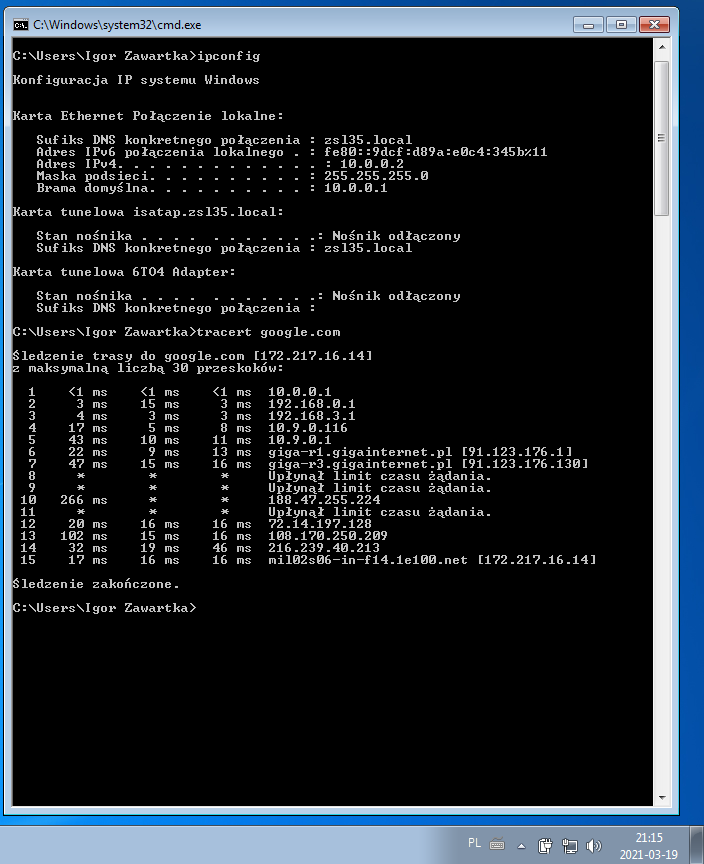 C:\Windows\system32\cmd.exe
C:\Users\Igor Zawartka>ipconfig
Konfiguracja IP systemu Windows
Karta Ethernet Połączenie lokalne:
Sufiks DNS konkretnego połączenia : zsl35.local
Adres IPv6 połączenia lokalnego . : fe80::9dcf:d89a:e0c4:345b%11
Adres IPv4. . . . . . . . . . . . . : 10.0.0.2
Maska podsieci. . . . . . . . . . : 255.255.255.0
Brama domyślna. . . . . . . . . . : 10.0.0.1
Karta tunelowa isatap.zsl35.local:
Stan nośnika . . . . . . . . . . .: Nośnik odłączony
Sufiks DNS konkretnego połączenia : zsl35.local
Karta tunelowa 6TO4 Adapter:
Stan nośnika . . . . . . . . . . .: Nośnik odłączony
Sufiks DNS konkretnego połączenia :
C:\Users\Igor Zawartka>tracert google.com
Śledzenie trasy do google.com [172.217.16.14]
z maksymalną liczbą 30 przeskoków:
1 <1 ms <1 ms <1 ms 10.0.0.1
2 3 ms 15 ms 3 ms 192.168.0.1
3 4 ms 3 ms 3 ms 192.168.3.1
4 17 ms 5 ms 8 ms 10.9.0.116
5 43 ms 10 ms 11 ms 10.9.0.1
6 22 ms 9 ms 13 ms giga-r1.gigainternet.pl [91.123.176.1]
7 47 ms 15 ms 16 ms giga-r3.gigainternet.pl [91.123.176.130]
8 * * * Upłynął limit czasu żądania.
9 * * * Upłynął limit czasu żądania.
10 266 ms * * 188.47.255.224
11 * * * Upłynął limit czasu żądania.
12 20 ms 16 ms 16 ms 72.14.197.128
13 102 ms 15 ms 16 ms 108.170.250.209
14 32 ms 19 ms 46 ms 216.239.40.213
15 17 ms 16 ms 16 ms mil02s06-in-f14.1e100.net [172.217.16.14]
Śledzenie zakończone.
C:\Users\Igor Zawartka>
PL
21:15
2021-03-19